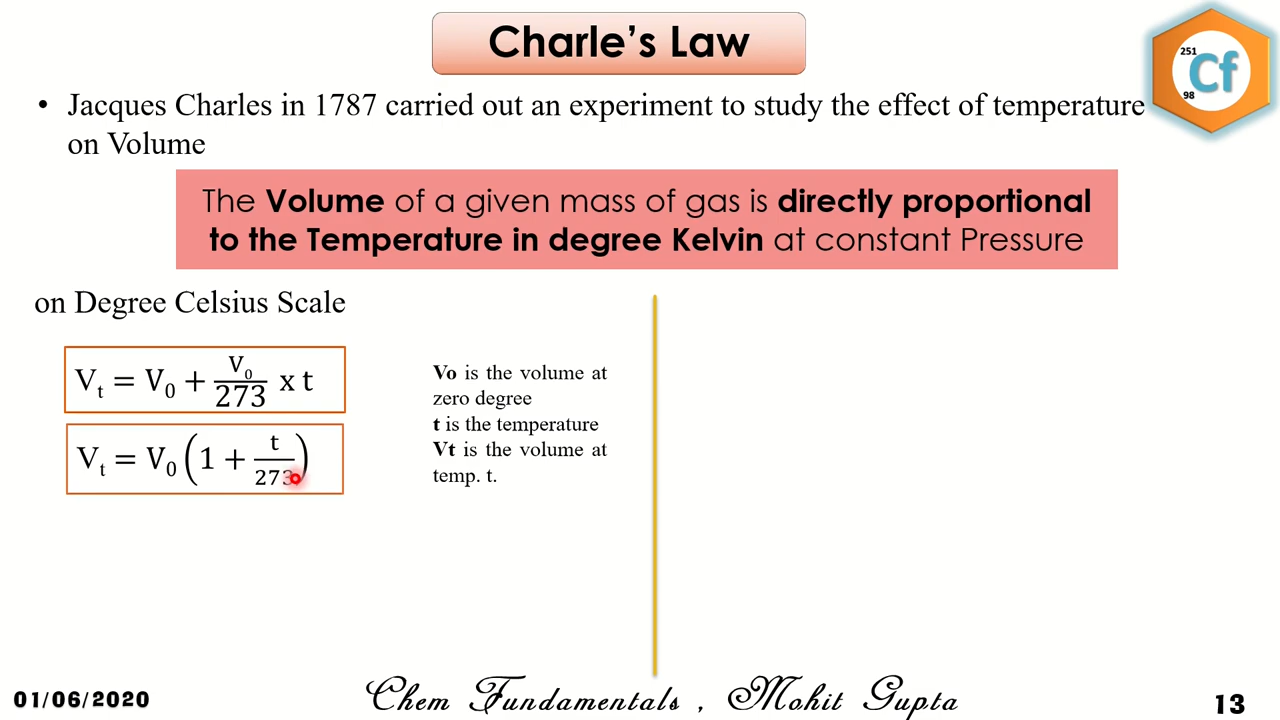 Charle's Law
251
Cf
98
• Jacques Charles in 1787 carried out an experiment to study the effect of temperature
on Volume
The Volume of a given mass of gas is directly proportional
to the Temperature in degree Kelvin at constant Pressure
on Degree Celsius Scale
Vₜ = V₀ + V₀/273 x t
Vₜ = V₀ (1 + t/273)
Vo is the volume at
zero degree
t is the temperature
Vt is the volume at
temp. t.
01/06/2020
Chem Fundamentals , Mohit Gupta
13